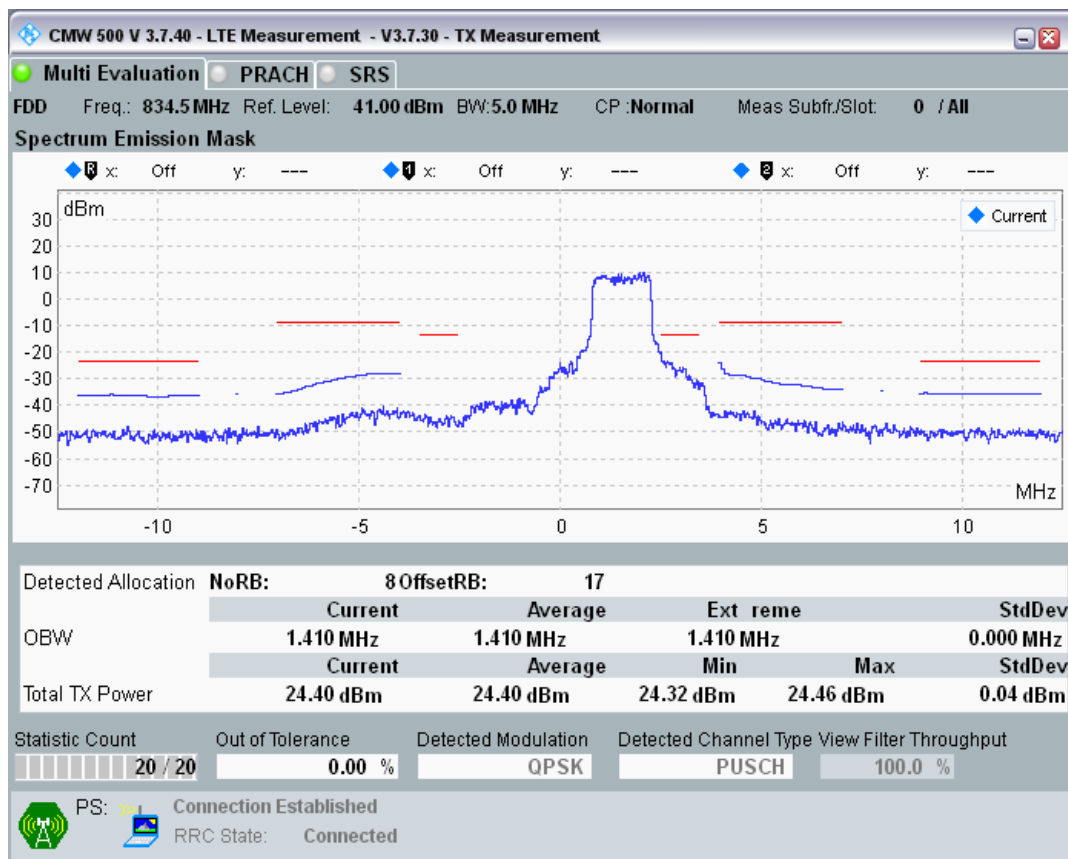 CMW 500 V 3.7.40 - LTE Measurement - V3.7.30 - TX Measurement
Multi Evaluation PRACH SRS
FDD Freq.: 834.5 MHz Ref. Level: 41.00 dBm BW:5.0 MHz CP :Normal Meas Subfr./Slot: 0 / All
Spectrum Emission Mask
R x: Off y: --- 1 x: Off y: --- 2 x: Off y: ---
dBm
Current
30
20
10
0
-10
-20
-30
-40
-50
-60
-70
MHz
-10 -5 0 5 10
Detected Allocation NoRB: 8 OffsetRB: 17
Current Average Ext reme StdDev
OBW 1.410 MHz 1.410 MHz 1.410 MHz 0.000 MHz
Current Average Min Max StdDev
Total TX Power 24.40 dBm 24.40 dBm 24.32 dBm 24.46 dBm 0.04 dBm
Statistic Count Out of Tolerance Detected Modulation Detected Channel Type View Filter Throughput
20 / 20 0.00 % QPSK PUSCH 100.0 %
PS: Connection Established
RRC State: Connected